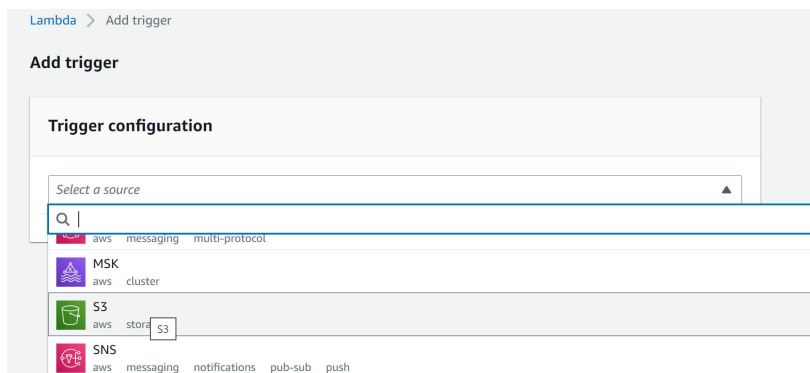 Lambda > Add trigger
Add trigger
Trigger configuration
Select a source
aws messaging multi-protocol
MSK
aws cluster
S3
aws stora
S3
SNS
aws messaging notifications pub-sub push